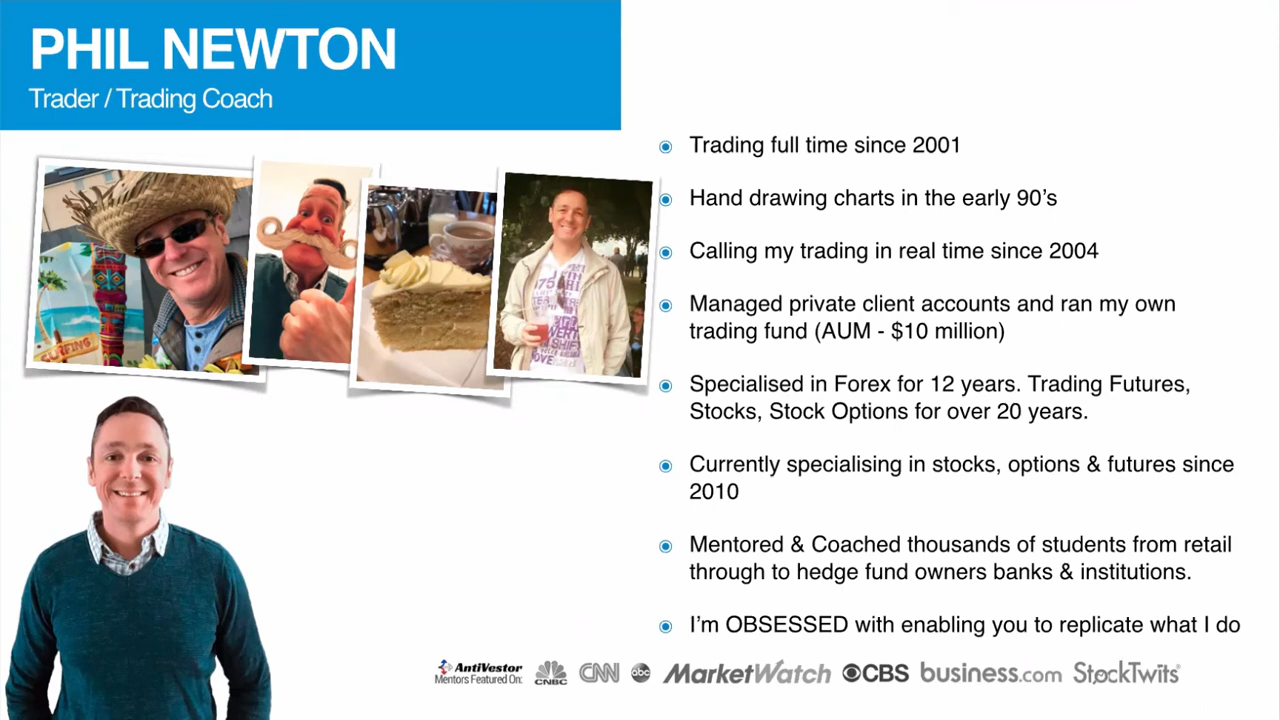 PHIL NEWTON
Trader / Trading Coach
Trading full time since 2001
Hand drawing charts in the early 90's
Calling my trading in real time since 2004
Managed private client accounts and ran my own
trading fund (AUM - $10 million)
Specialised in Forex for 12 years. Trading Futures,
Stocks, Stock Options for over 20 years.
Currently specialising in stocks, options & futures since
2010
Mentored & Coached thousands of students from retail
through to hedge fund owners banks & institutions.
I'm OBSESSED with enabling you to replicate what I do
SURFING
AntiVestor
Mentors Featured On:
CNBC CNN abc MarketWatch CBS business.com StockTwits